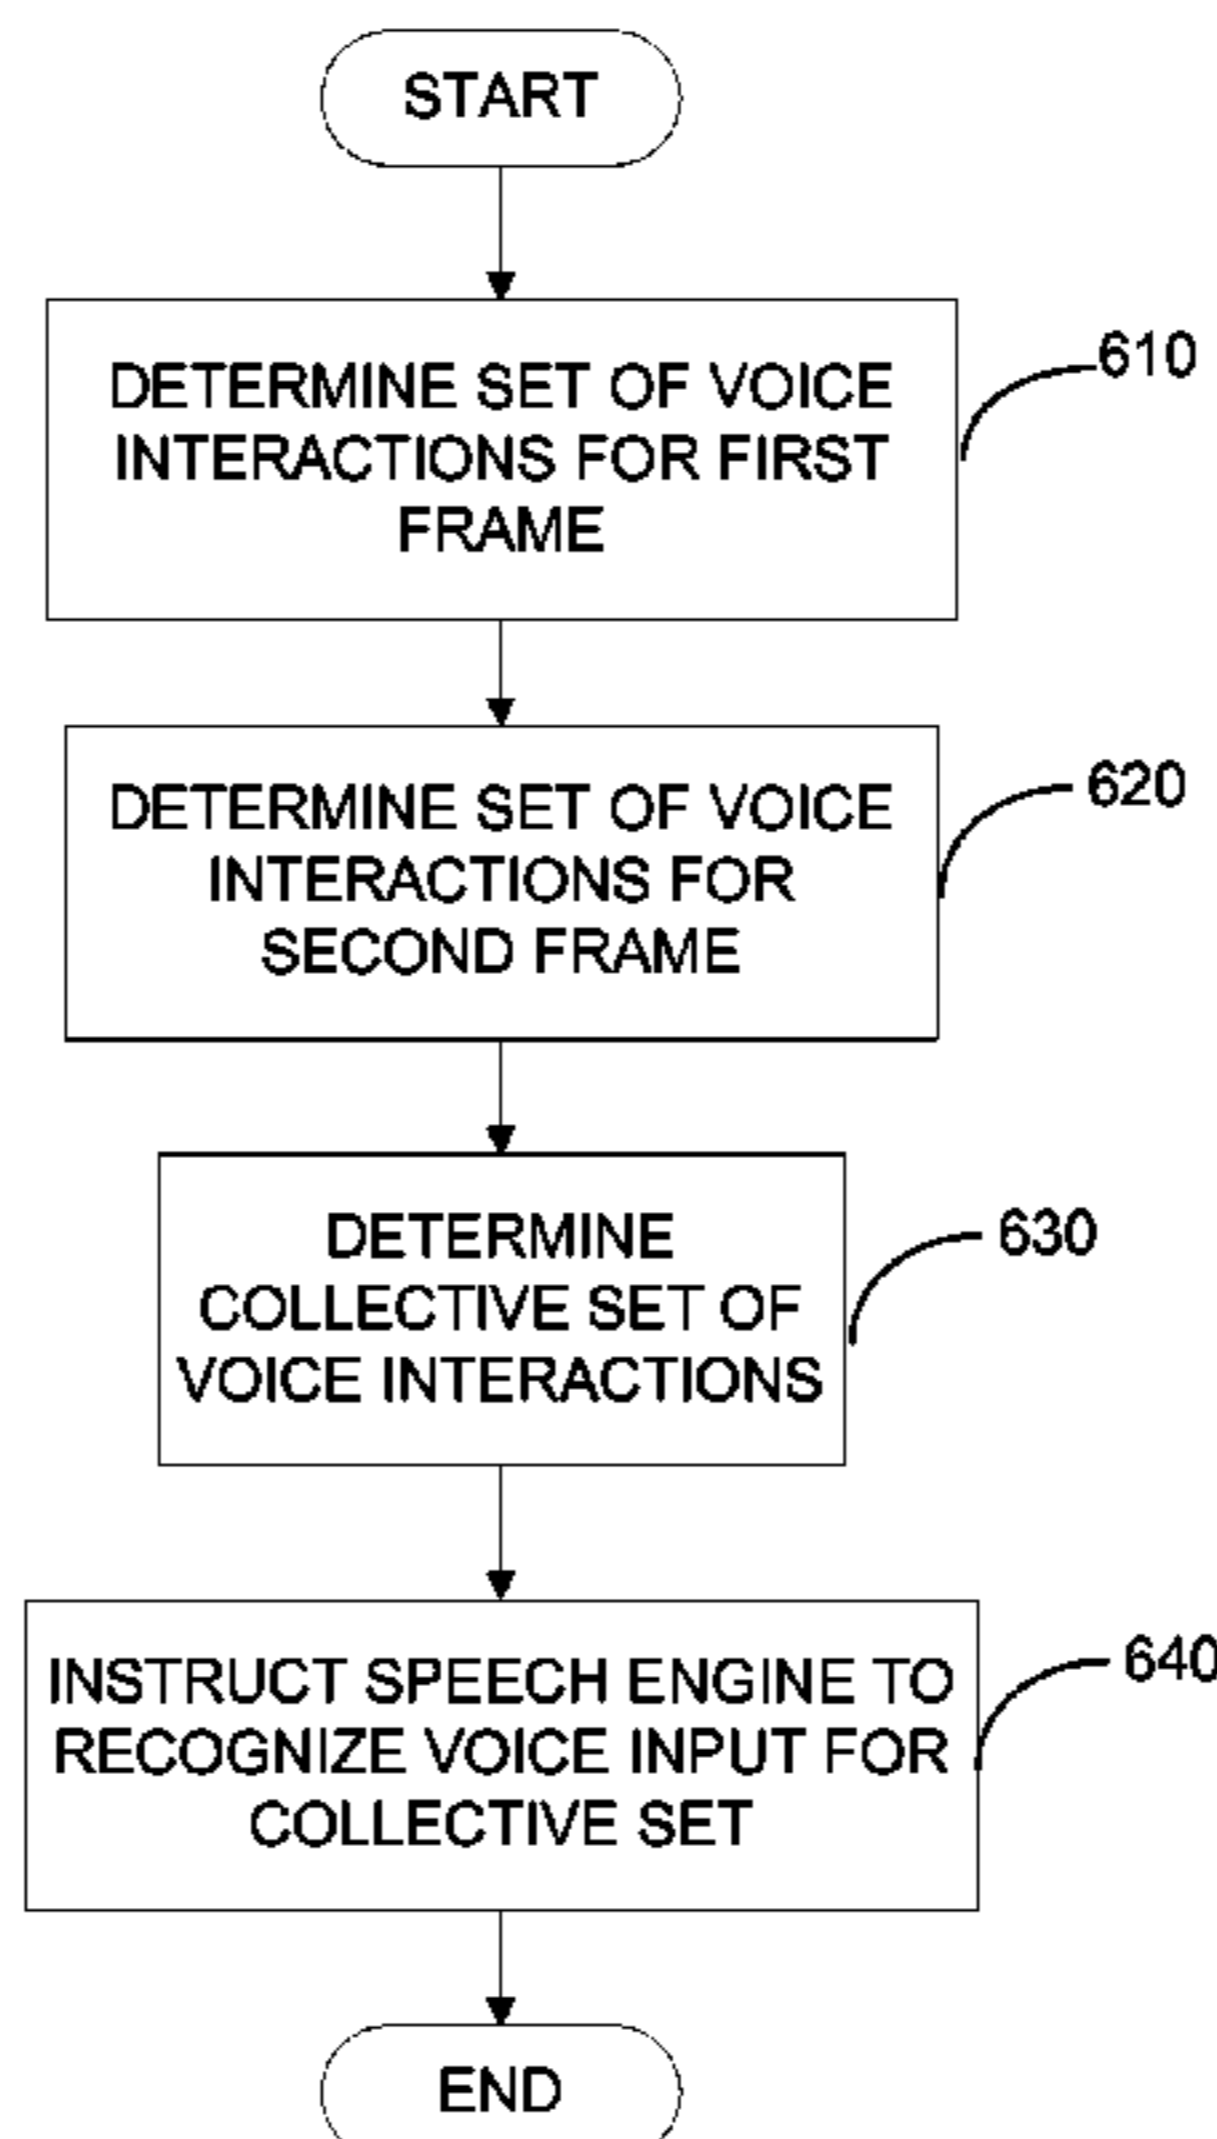 START
DETERMINE SET OF VOICE
INTERACTIONS FOR FIRST
FRAME
610
DETERMINE SET OF VOICE
INTERACTIONS FOR
SECOND FRAME
620
DETERMINE
COLLECTIVE SET OF
VOICE INTERACTIONS
630
INSTRUCT SPEECH ENGINE TO
RECOGNIZE VOICE INPUT FOR
COLLECTIVE SET
640
END